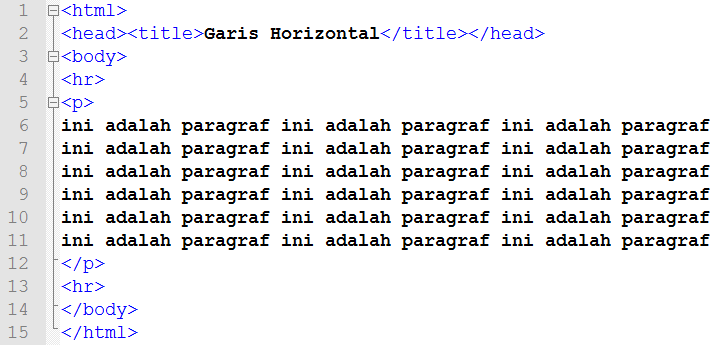 1 <html>
2 <head><title>Garis Horizontal</title></head>
3 <body>
4 <hr>
5 <p>
6 ini adalah paragraf ini adalah paragraf ini adalah paragraf
7 ini adalah paragraf ini adalah paragraf ini adalah paragraf
8 ini adalah paragraf ini adalah paragraf ini adalah paragraf
9 ini adalah paragraf ini adalah paragraf ini adalah paragraf
10 ini adalah paragraf ini adalah paragraf ini adalah paragraf
11 ini adalah paragraf ini adalah paragraf ini adalah paragraf
12 </p>
13 <hr>
14 </body>
15 </html>